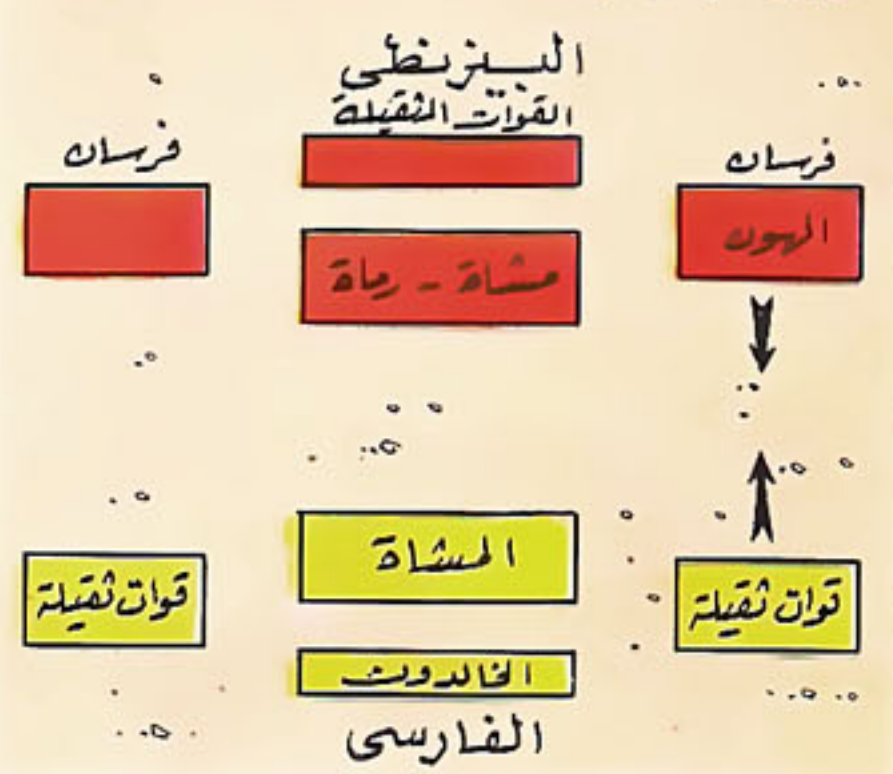 البيزنطى
القوات الثقيلة
فرسان
فرسان
الهون
مشاة - رماة
المشاة
قوات ثقيلة
قوات ثقيلة
الخالدون
الفارسى